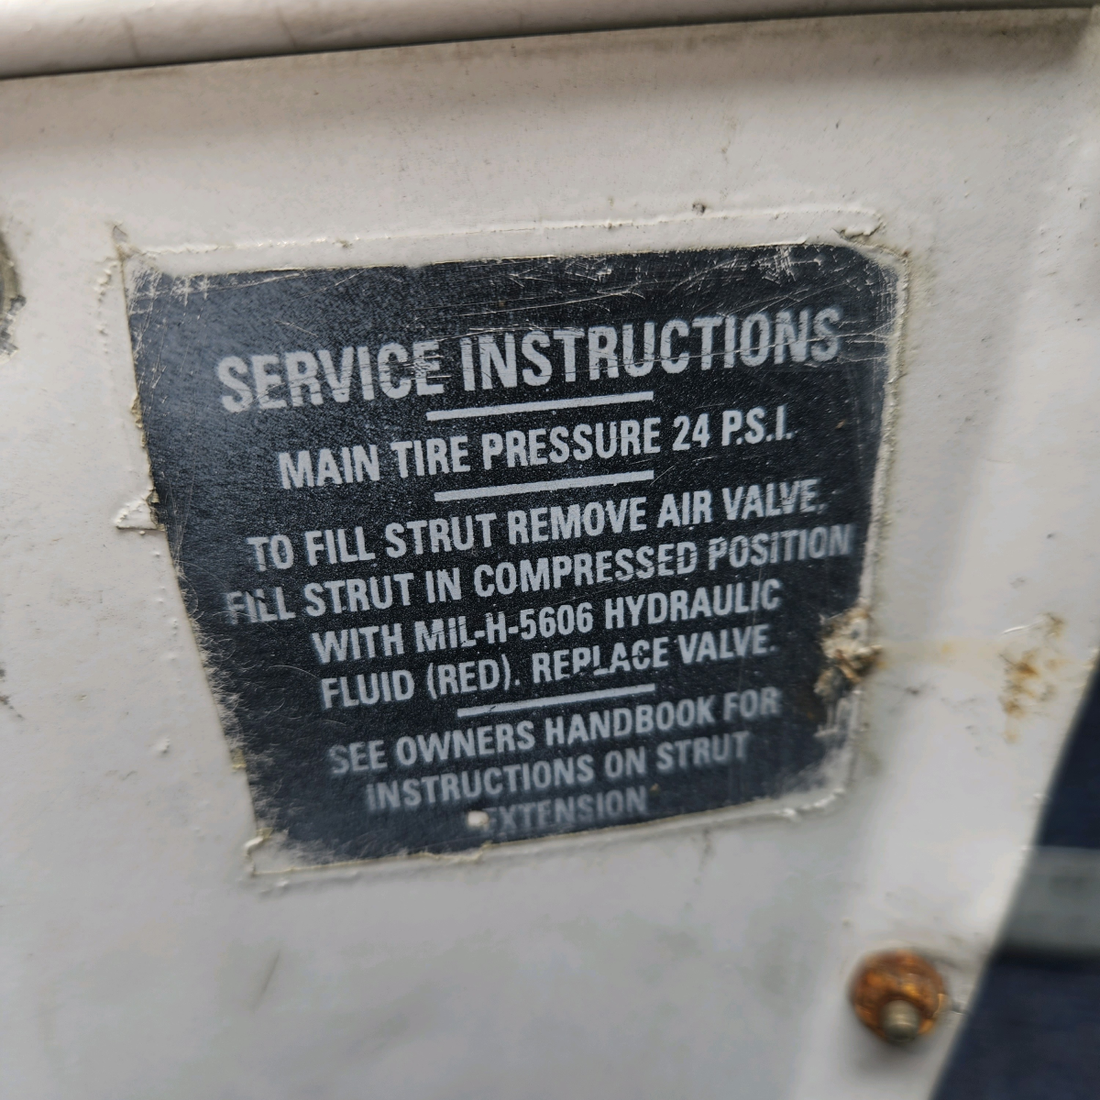 SERVICE INSTRUCTIONS
MAIN TIRE PRESSURE 24 P.S.I.
TO FILL STRUT REMOVE AIR VALVE.
FILL STRUT IN COMPRESSED POSITION
WITH MIL-H-5606 HYDRAULIC
FLUID (RED). REPLACE VALVE.
SEE OWNERS HANDBOOK FOR
INSTRUCTIONS ON STRUT
EXTENSION